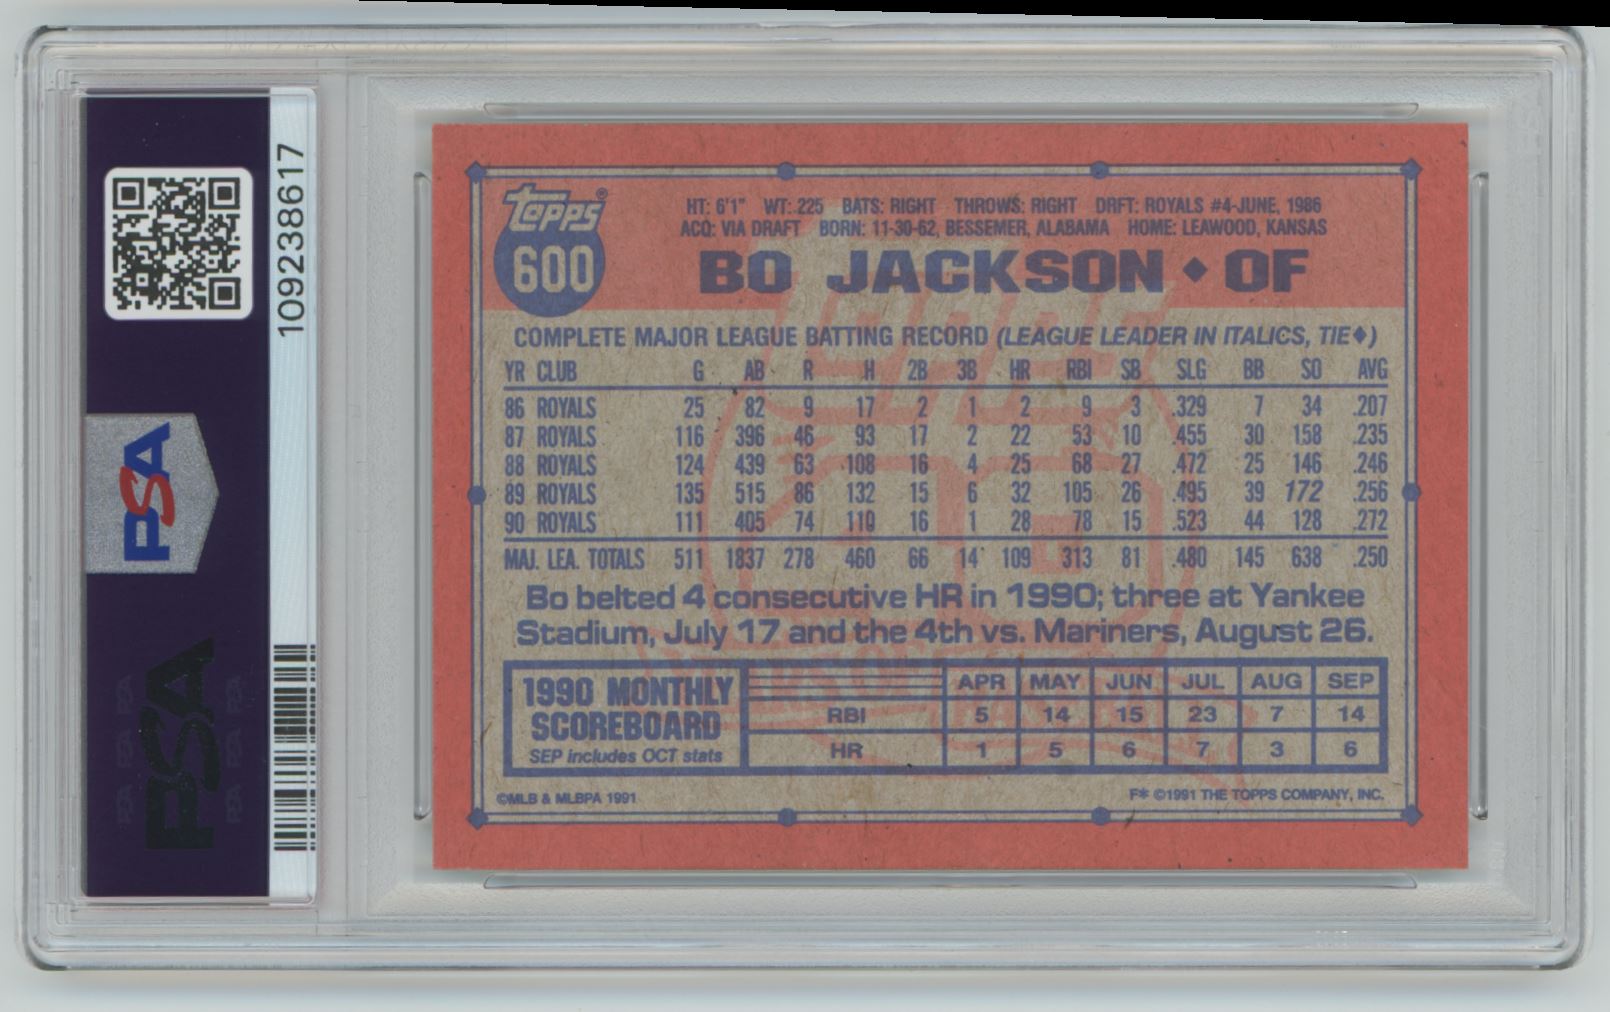 109238617
PSA
PSA
Topps®
600
HT: 6'1" WT: 225 BATS: RIGHT THROWS: RIGHT DRFT: ROYALS #4-JUNE, 1986
ACQ: VIA DRAFT BORN: 11-30-62, BESSEMER, ALABAMA HOME: LEAWOOD, KANSAS
BO JACKSON ♦ OF
COMPLETE MAJOR LEAGUE BATTING RECORD (LEAGUE LEADER IN ITALICS, TIE♦)
YR CLUB G AB R H 2B 3B HR RBI SB SLG BB SO AVG
86 ROYALS 25 82 9 17 2 1 2 9 3 .329 7 34 .207
87 ROYALS 116 396 46 93 17 2 22 53 10 .455 30 158 .235
88 ROYALS 124 439 63 108 16 4 25 68 27 .472 25 146 .246
89 ROYALS 135 515 86 132 15 6 32 105 26 .495 39 172 .256
90 ROYALS 111 405 74 110 16 1 28 78 15 .523 44 128 .272
MAJ. LEA. TOTALS 511 1837 278 460 66 14 109 313 81 .480 145 638 .250
Bo belted 4 consecutive HR in 1990; three at Yankee
Stadium, July 17 and the 4th vs. Mariners, August 26.
1990 MONTHLY
SCOREBOARD
SEP includes OCT stats
APR MAY JUN JUL AUG SEP
RBI 5 14 15 23 7 14
HR 1 5 6 7 3 6
©MLB & MLBPA 1991
F* ©1991 THE TOPPS COMPANY, INC.